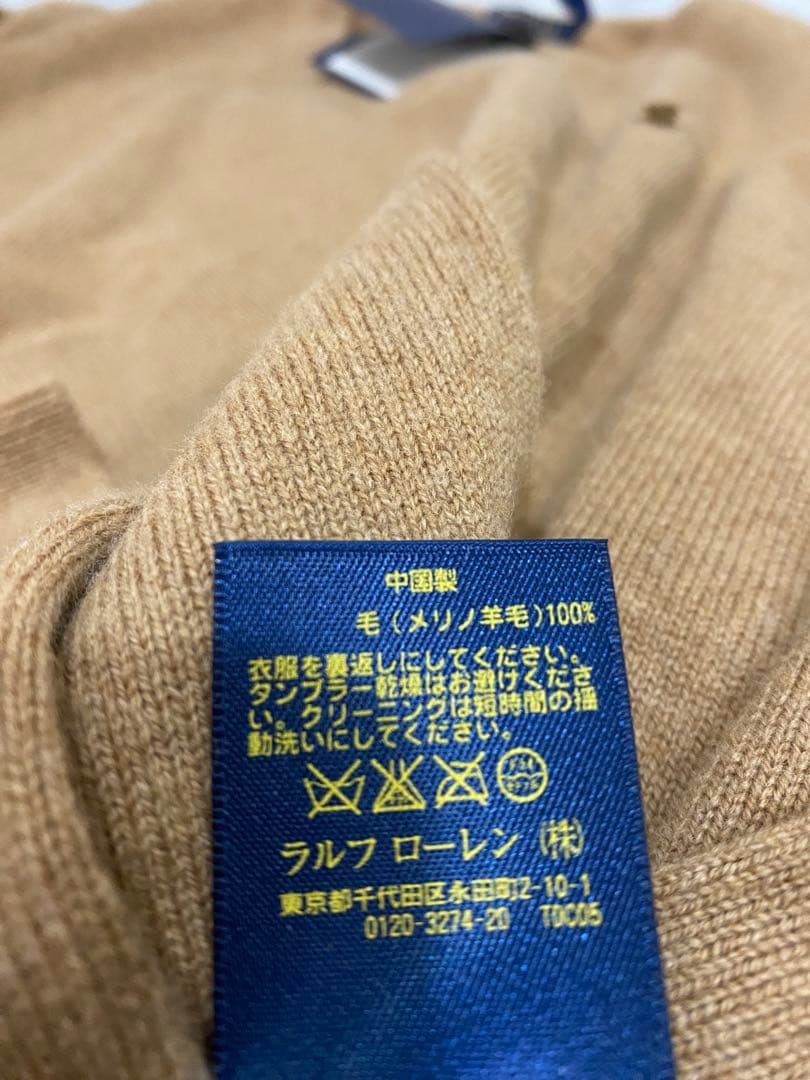 中国製
毛(メリノ羊毛)100%
衣服を裏返しにしてください。
タンブラー乾燥はお避けくださ
い。クリーニングは短時間の揺
動洗いにしてください。
ラルフ ローレン (株)
東京都千代田区永田町2-10-1
0120-3274-20 TDC05